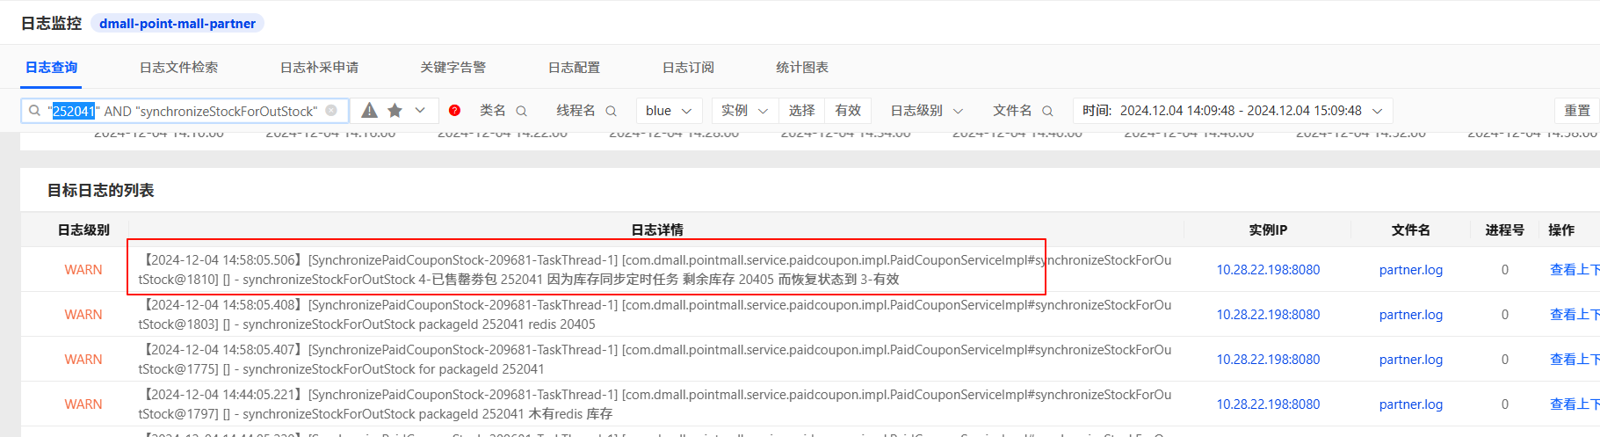 日志监控 dmall-point-mall-partner
日志查询 日志文件检索 日志补采申请 关键字告警 日志配置 日志订阅 统计图表
"252041" AND "synchronizeStockForOutStock" ? 类名 线程名 blue 实例 选择 有效 日志级别 文件名 时间: 2024.12.04 14:09:48 - 2024.12.04 15:09:48 重置
目标日志的列表
日志级别 日志详情 实例IP 文件名 进程号 操作
WARN 【2024-12-04 14:58:05.506】[SynchronizePaidCouponStock-209681-TaskThread-1] [com.dmall.pointmall.service.paidcoupon.impl.PaidCouponServiceImpl#synchronizeStockForOu 10.28.22.198:8080 partner.log 0 查看上下
tStock@1810] [] - synchronizeStockForOutStock 4-已售罄券包 252041 因为库存同步定时任务 剩余库存 20405 而恢复状态到 3-有效
WARN 【2024-12-04 14:58:05.408】[SynchronizePaidCouponStock-209681-TaskThread-1] [com.dmall.pointmall.service.paidcoupon.impl.PaidCouponServiceImpl#synchronizeStockForOu 10.28.22.198:8080 partner.log 0 查看上下
tStock@1803] [] - synchronizeStockForOutStock packageId 252041 redis 20405
WARN 【2024-12-04 14:58:05.407】[SynchronizePaidCouponStock-209681-TaskThread-1] [com.dmall.pointmall.service.paidcoupon.impl.PaidCouponServiceImpl#synchronizeStockForOu 10.28.22.198:8080 partner.log 0 查看上下
tStock@1775] [] - synchronizeStockForOutStock for packageId 252041
WARN 【2024-12-04 14:44:05.221】[SynchronizePaidCouponStock-209681-TaskThread-1] [com.dmall.pointmall.service.paidcoupon.impl.PaidCouponServiceImpl#synchronizeStockForOu 10.28.22.198:8080 partner.log 0 查看上下
tStock@1797] [] - synchronizeStockForOutStock packageId 252041 木有redis 库存